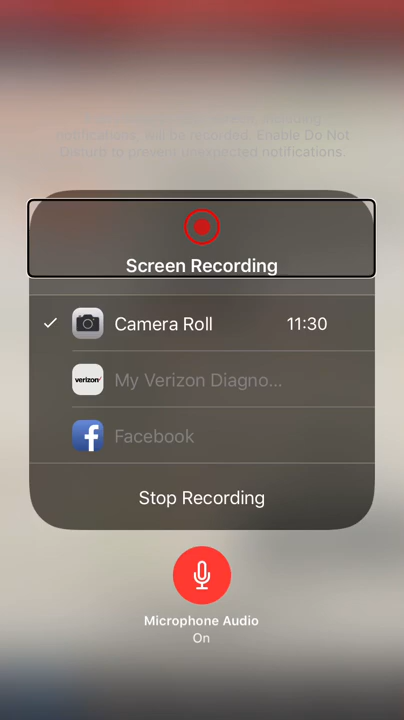 notifications, will be recorded. Enable Do Not
Disturb to prevent unexpected notifications.
Screen Recording
Camera Roll 11:30
verizon My Verizon Diagno...
Facebook
Stop Recording
Microphone Audio
On